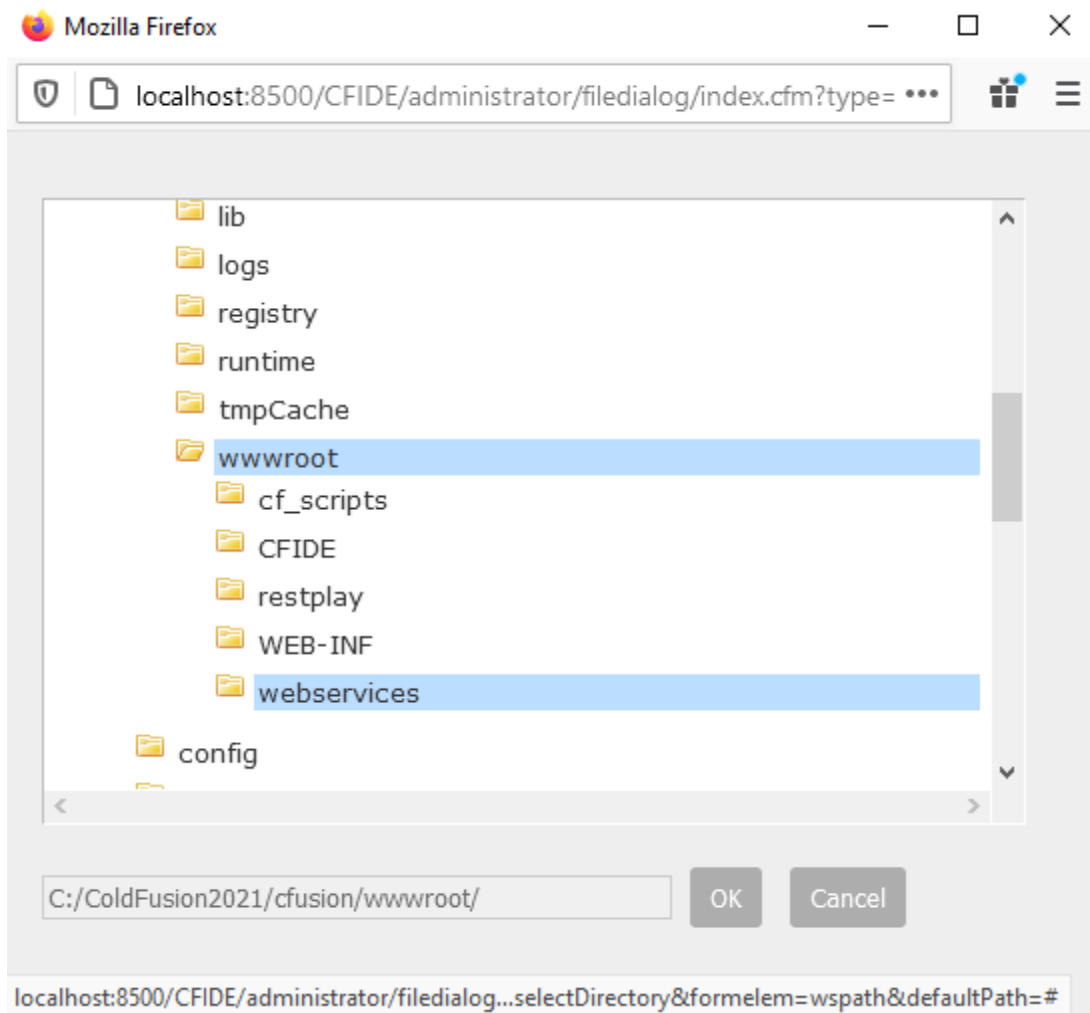 Mozilla Firefox
localhost:8500/CFIDE/administrator/filedialog/index.cfm?type= •••
lib
logs
registry
runtime
tmpCache
wwwroot
cf_scripts
CFIDE
restplay
WEB-INF
webservices
config
C:/ColdFusion2021/cfusion/wwwroot/
OK
Cancel
localhost:8500/CFIDE/administrator/filedialog...selectDirectory&formelem=wspath&defaultPath=#